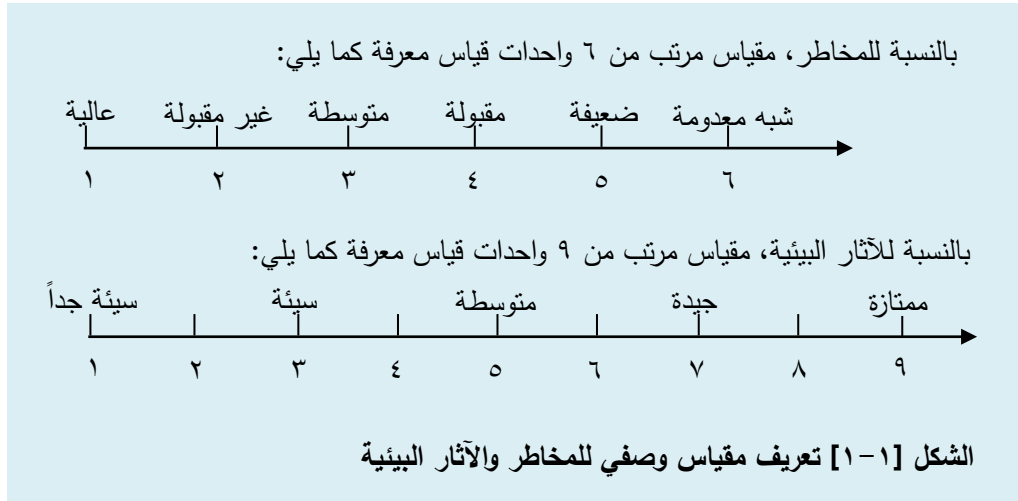 بالنسبة للمخاطر، مقياس مرتب من ٦ واحدات قياس معرفة كما يلي:
عالية غير مقبولة متوسطة مقبولة ضعيفة شبه معدومة
١ ٢ ٣ ٤ ٥ ٦
بالنسبة للآثار البيئية، مقياس مرتب من ٩ واحدات قياس معرفة كما يلي:
سيئة جداً سيئة متوسطة جيدة ممتازة
١ ٢ ٣ ٤ ٥ ٦ ٧ ٨ ٩
الشكل [١-١] تعريف مقياس وصفي للمخاطر والآثار البيئية